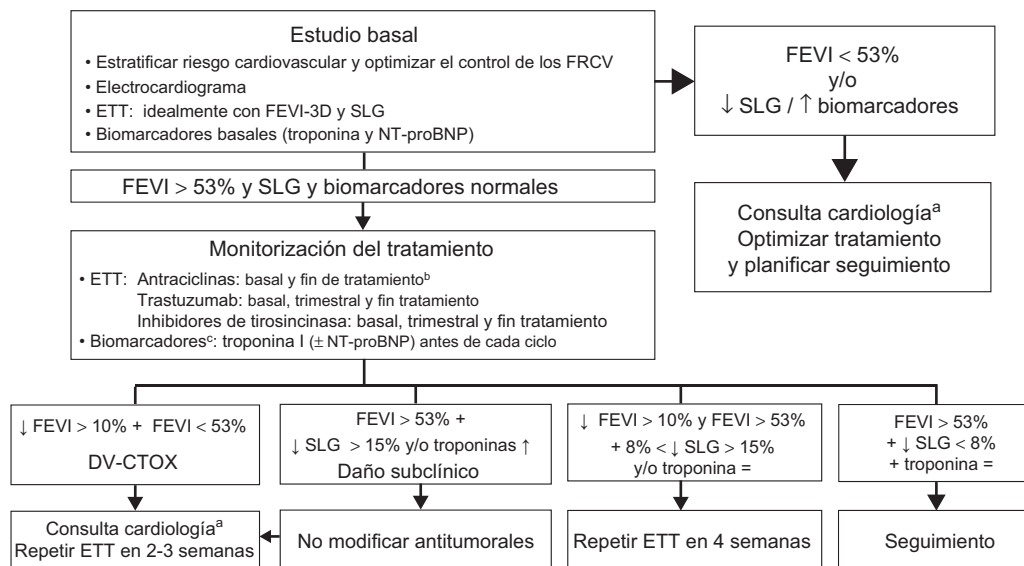 Estudio basal
• Estratificar riesgo cardiovascular y optimizar el control de los FRCV
• Electrocardiograma
• ETT: idealmente con FEVI-3D y SLG
• Biomarcadores basales (troponina y NT-proBNP)
FEVI < 53%
y/o
↓ SLG / ↑ biomarcadores
FEVI > 53% y SLG y biomarcadores normales
Consulta cardiologíaª
Optimizar tratamiento
y planificar seguimiento
Monitorización del tratamiento
• ETT: Antraciclinas: basal y fin de tratamientoᵇ
Trastuzumab: basal, trimestral y fin tratamiento
Inhibidores de tirosincinasa: basal, trimestral y fin tratamiento
• Biomarcadoresᶜ: troponina I (± NT-proBNP) antes de cada ciclo
↓ FEVI > 10% + FEVI < 53%
DV-CTOX
FEVI > 53% +
↓ SLG > 15% y/o troponinas ↑
Daño subclínico
↓ FEVI > 10% y FEVI > 53%
+ 8% < ↓ SLG > 15%
y/o troponina =
FEVI > 53%
+ ↓ SLG < 8%
+ troponina =
Consulta cardiologíaª
Repetir ETT en 2-3 semanas
No modificar antitumorales
Repetir ETT en 4 semanas
Seguimiento